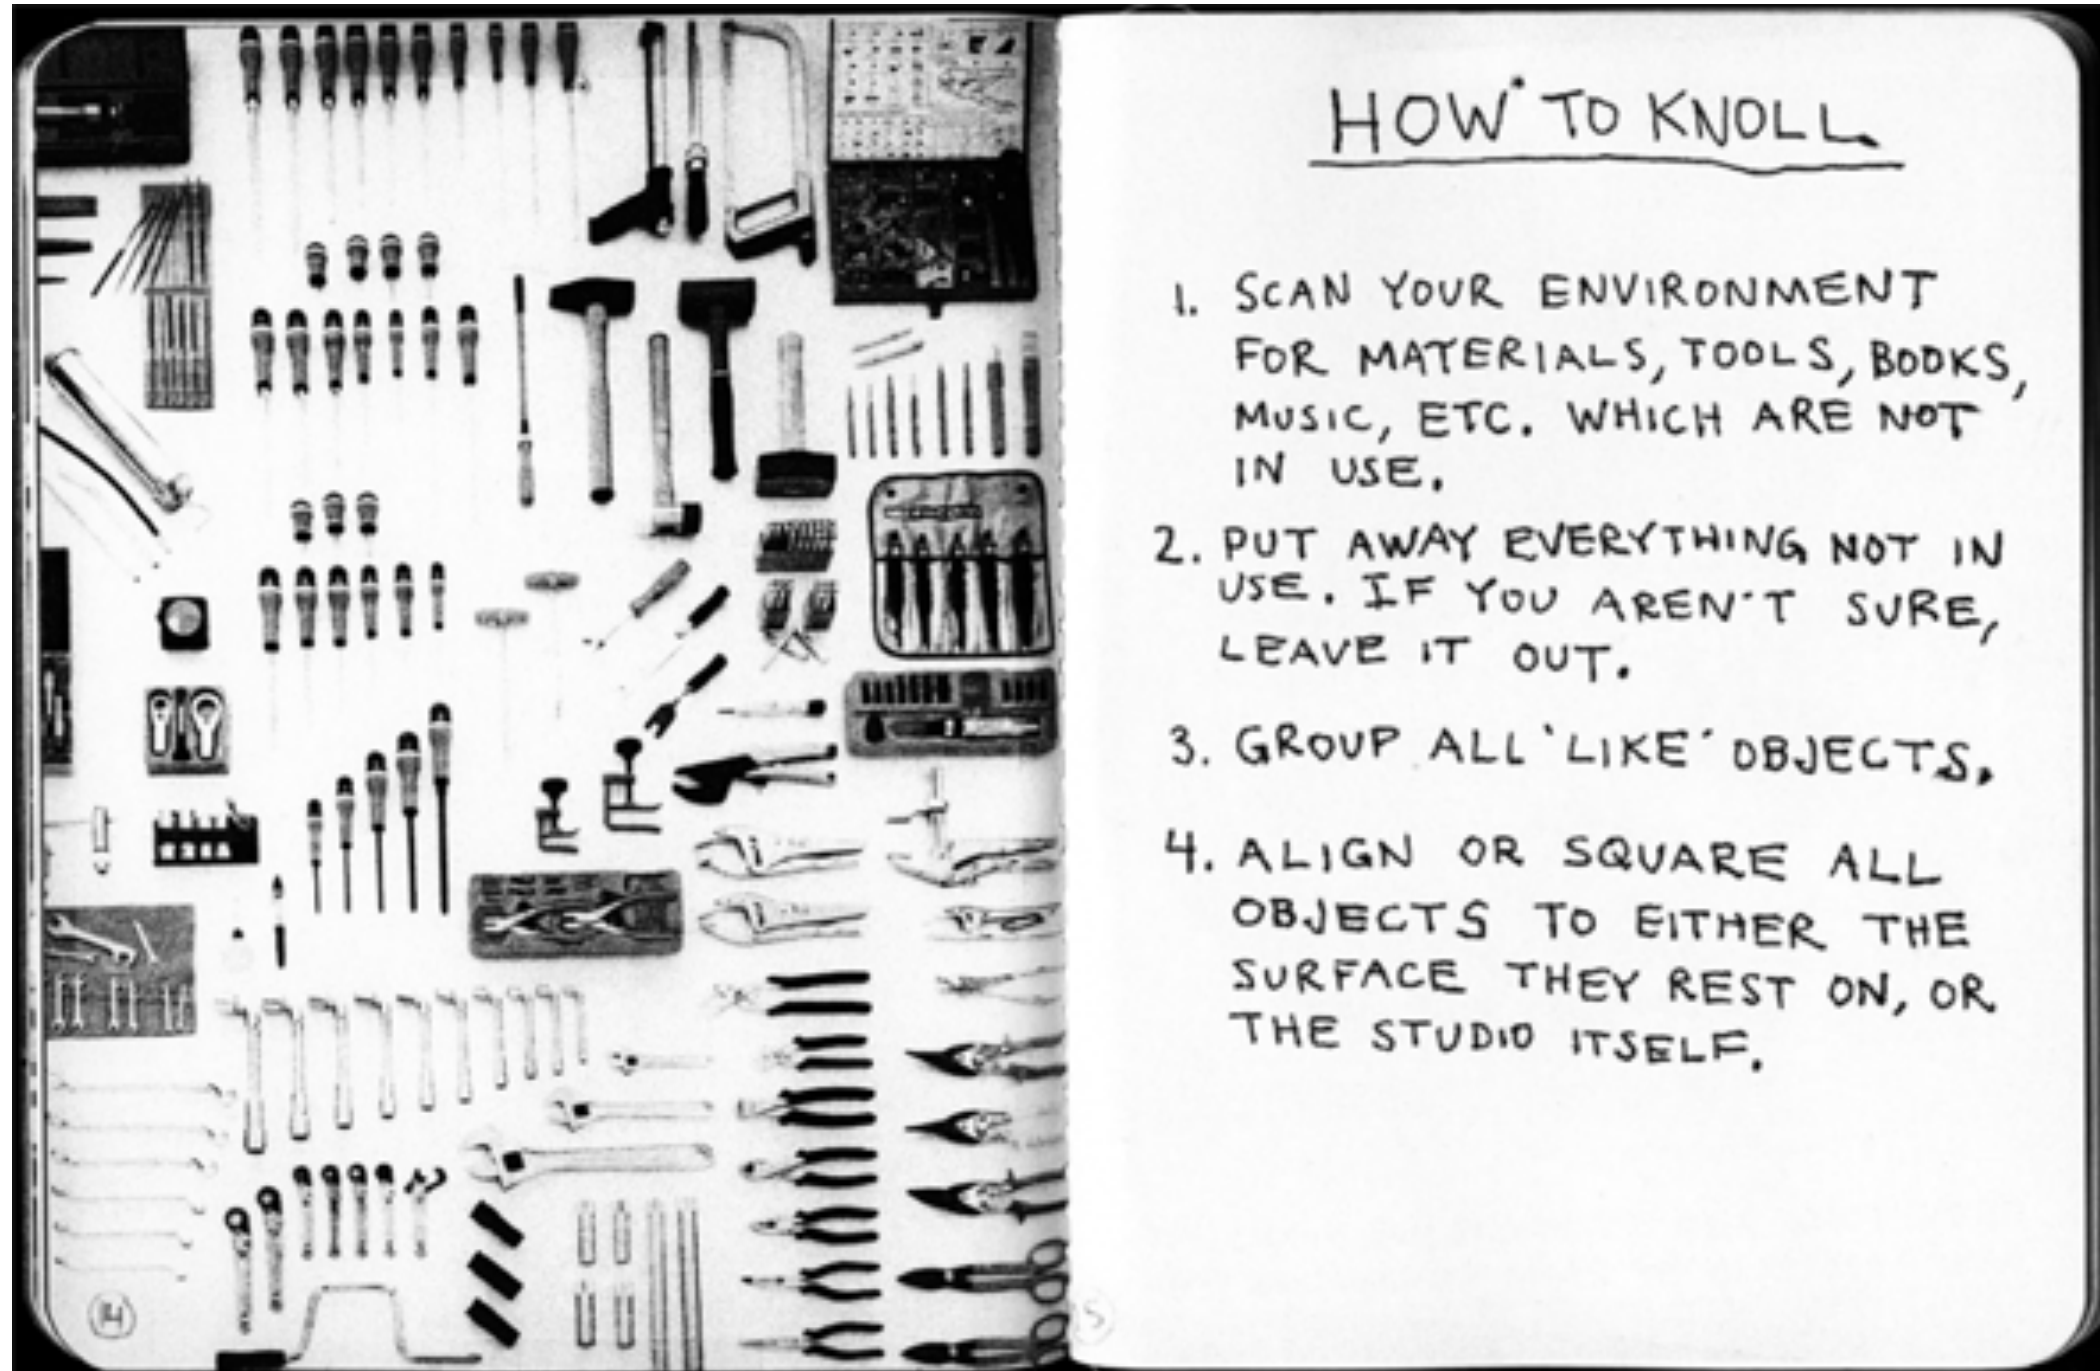 HOW* TO KNOLL
1. SCAN YOUR ENVIRONMENT
FOR MATERIALS, TOOLS, BOOKS,
MUSIC, ETC. WHICH ARE NOT
IN USE.
2. PUT AWAY EVERYTHING NOT IN
USE. IF YOU AREN'T SURE,
LEAVE IT OUT.
3. GROUP ALL 'LIKE' OBJECTS.
4. ALIGN OR SQUARE ALL
OBJECTS TO EITHER THE
SURFACE THEY REST ON, OR
THE STUDIO ITSELF.
14